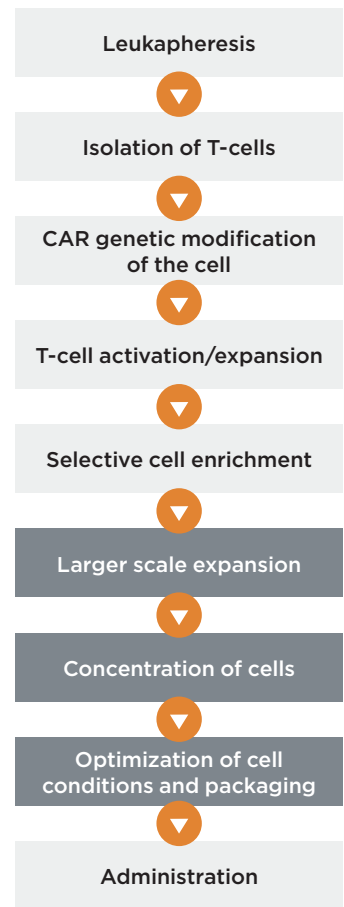 Leukapheresis
Isolation of T-cells
CAR genetic modification
of the cell
T-cell activation/expansion
Selective cell enrichment
Larger scale expansion
Concentration of cells
Optimization of cell
conditions and packaging
Administration